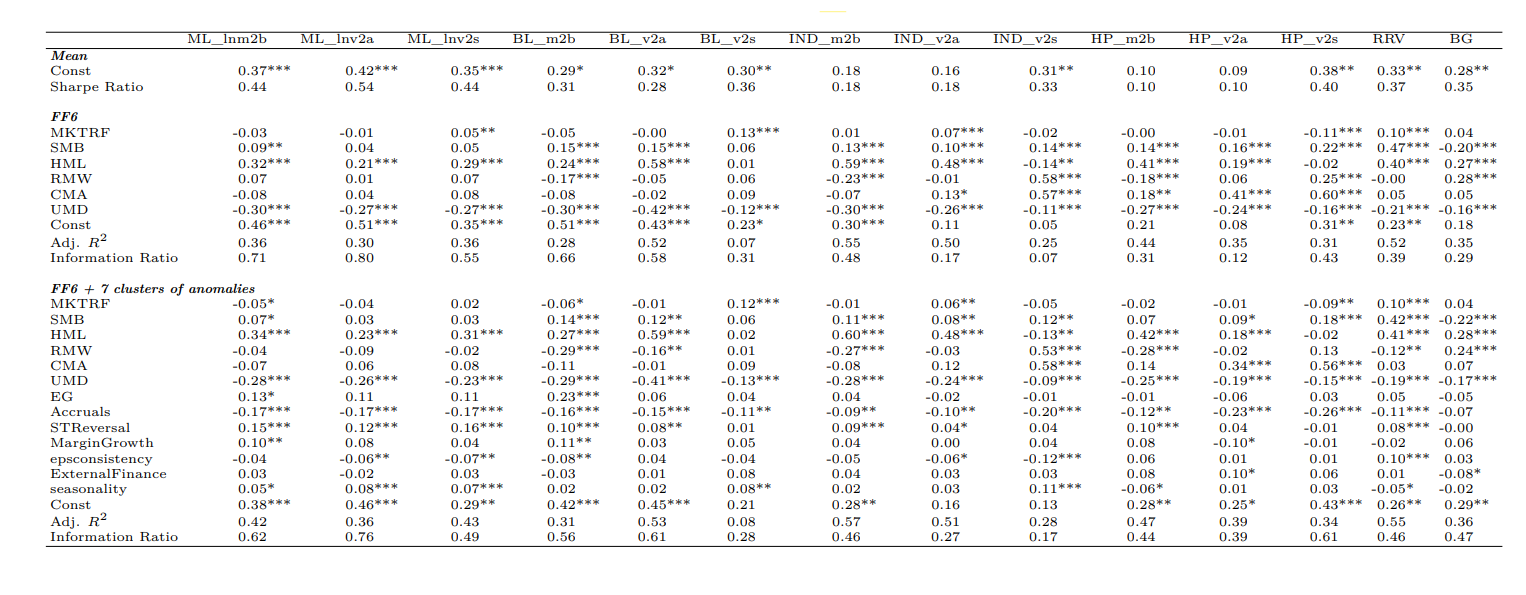 ML_lnm2b ML_lnv2a ML_lnv2s BL_m2b BL_v2a BL_v2s IND_m2b IND_v2a IND_v2s HP_m2b HP_v2a HP_v2s RRV BG
Mean
Const 0.37*** 0.42*** 0.35*** 0.29* 0.32* 0.30** 0.18 0.16 0.31** 0.10 0.09 0.38** 0.33** 0.28**
Sharpe Ratio 0.44 0.54 0.44 0.31 0.28 0.36 0.18 0.18 0.33 0.10 0.10 0.40 0.37 0.35
FF6
MKTRF -0.03 -0.01 0.05** -0.05 -0.00 0.13*** 0.01 0.07*** -0.02 -0.00 -0.01 -0.11*** 0.10*** 0.04
SMB 0.09** 0.04 0.05 0.15*** 0.15*** 0.06 0.13*** 0.10*** 0.14*** 0.14*** 0.16*** 0.22*** 0.47*** -0.20***
HML 0.32*** 0.21*** 0.29*** 0.24*** 0.58*** 0.01 0.59*** 0.48*** -0.14** 0.41*** 0.19*** -0.02 0.40*** 0.27***
RMW 0.07 0.01 0.07 -0.17*** -0.05 0.06 -0.23*** -0.01 0.58*** -0.18*** 0.06 0.25*** -0.00 0.28***
CMA -0.08 0.04 0.08 -0.08 -0.02 0.09 -0.07 0.13* 0.57*** 0.18** 0.41*** 0.60*** 0.05 0.05
UMD -0.30*** -0.27*** -0.27*** -0.30*** -0.42*** -0.12*** -0.30*** -0.26*** -0.11*** -0.27*** -0.24*** -0.16*** -0.21*** -0.16***
Const 0.46*** 0.51*** 0.35*** 0.51*** 0.43*** 0.23* 0.30*** 0.11 0.05 0.21 0.08 0.31** 0.23** 0.18
Adj. R² 0.36 0.30 0.36 0.28 0.52 0.07 0.55 0.50 0.25 0.44 0.35 0.31 0.52 0.35
Information Ratio 0.71 0.80 0.55 0.66 0.58 0.31 0.48 0.17 0.07 0.31 0.12 0.43 0.39 0.29
FF6 + 7 clusters of anomalies
MKTRF -0.05* -0.04 0.02 -0.06* -0.01 0.12*** -0.01 0.06** -0.05 -0.02 -0.01 -0.09** 0.10*** 0.04
SMB 0.07* 0.03 0.03 0.14*** 0.12** 0.06 0.11*** 0.08** 0.12** 0.07 0.09* 0.18*** 0.42*** -0.22***
HML 0.34*** 0.23*** 0.31*** 0.27*** 0.59*** 0.02 0.60*** 0.48*** -0.13** 0.42*** 0.18*** -0.02 0.41*** 0.28***
RMW -0.04 -0.09 -0.02 -0.29*** -0.16** 0.01 -0.27*** -0.03 0.53*** -0.28*** -0.02 0.13 -0.12** 0.24***
CMA -0.07 0.06 0.08 -0.11 -0.01 0.09 -0.08 0.12 0.58*** 0.14 0.34*** 0.56*** 0.03 0.07
UMD -0.28*** -0.26*** -0.23*** -0.29*** -0.41*** -0.13*** -0.28*** -0.24*** -0.09*** -0.25*** -0.19*** -0.15*** -0.19*** -0.17***
EG 0.13* 0.11 0.11 0.23*** 0.06 0.04 0.04 -0.02 -0.01 -0.01 -0.06 0.03 0.05 -0.05
Accruals -0.17*** -0.17*** -0.17*** -0.16*** -0.15*** -0.11** -0.09** -0.10** -0.20*** -0.12** -0.23*** -0.26*** -0.11*** -0.07
STReversal 0.15*** 0.12*** 0.16*** 0.10*** 0.08** 0.01 0.09*** 0.04* 0.04 0.10*** 0.04 -0.01 0.08*** -0.00
MarginGrowth 0.10** 0.08 0.04 0.11** 0.03 0.05 0.04 0.00 0.04 0.08 -0.10* -0.01 -0.02 0.06
epsconsistency -0.04 -0.06** -0.07** -0.08** 0.04 -0.04 -0.05 -0.06* -0.12*** 0.06 0.01 0.01 0.10*** 0.03
ExternalFinance 0.03 -0.02 0.03 -0.03 0.01 0.08 0.04 0.03 0.03 0.08 0.10* 0.06 0.01 -0.08*
seasonality 0.05* 0.08*** 0.07*** 0.02 0.02 0.08** 0.02 0.03 0.11*** -0.06* 0.01 0.03 -0.05* -0.02
Const 0.38*** 0.46*** 0.29** 0.42*** 0.45*** 0.21 0.28** 0.16 0.13 0.28** 0.25* 0.43*** 0.26** 0.29**
Adj. R² 0.42 0.36 0.43 0.31 0.53 0.08 0.57 0.51 0.28 0.47 0.39 0.34 0.55 0.36
Information Ratio 0.62 0.76 0.49 0.56 0.61 0.28 0.46 0.27 0.17 0.44 0.39 0.61 0.46 0.47